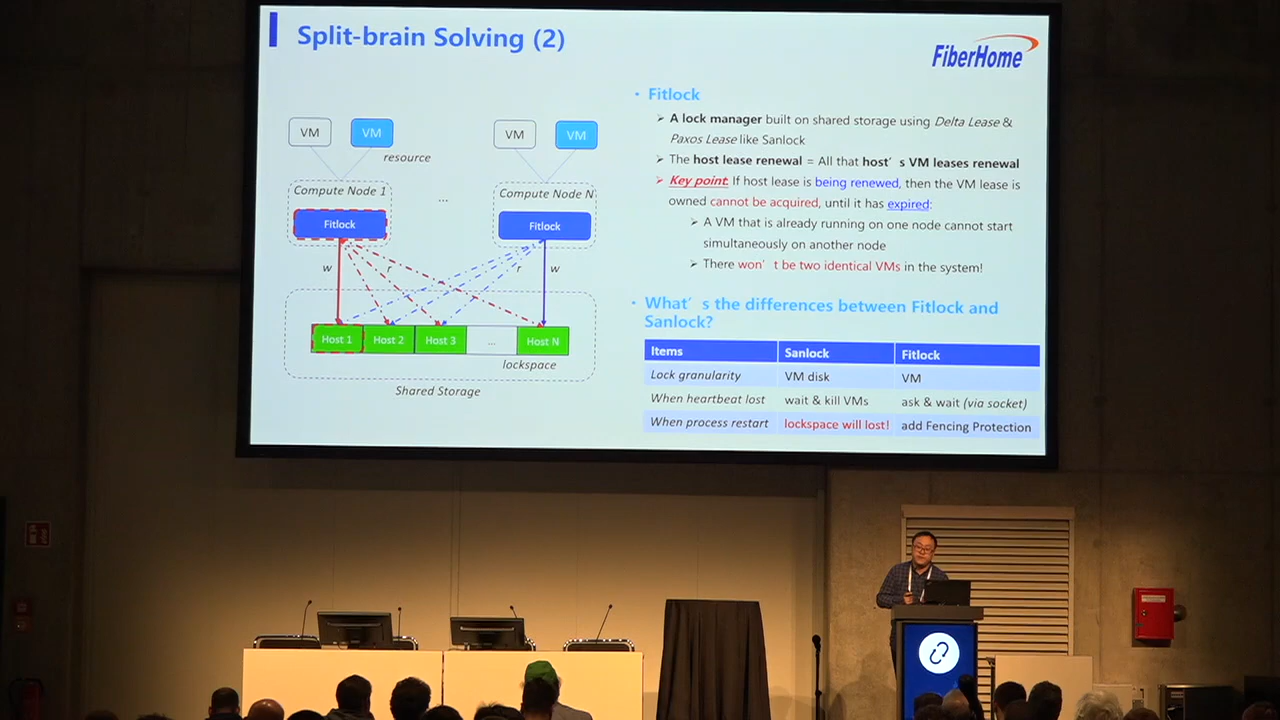 Split-brain Solving (2)
FiberHome
VM
VM
VM
VM
resource
Compute Node 1
...
Compute Node N
Fitlock
Fitlock
w
r
r
w
Host 1
Host 2
Host 3
...
Host N
lockspace
Shared Storage
• Fitlock
➢ A lock manager built on shared storage using Delta Lease &
Paxos Lease like Sanlock
➢ The host lease renewal = All that host's VM leases renewal
➢ Key point: If host lease is being renewed, then the VM lease is
owned cannot be acquired, until it has expired:
➢ A VM that is already running on one node cannot start
simultaneously on another node
➢ There won't be two identical VMs in the system!
• What's the differences between Fitlock and
Sanlock?
Items Sanlock Fitlock
Lock granularity VM disk VM
When heartbeat lost wait & kill VMs ask & wait (via socket)
When process restart lockspace will lost! add Fencing Protection